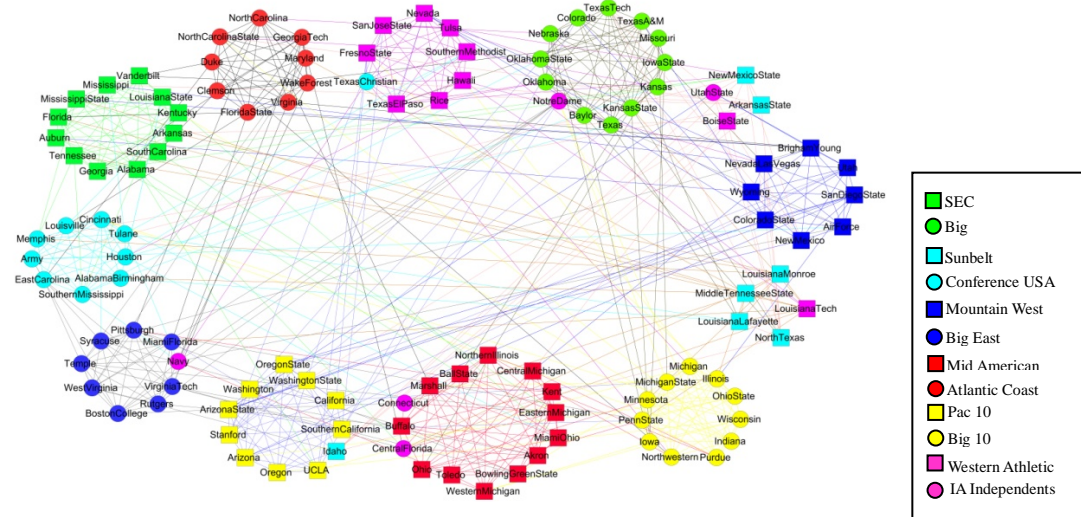 NorthCarolina
NorthCarolinaState
GeorgiaTech
Duke
Maryland
Clemson
WakeForest
Virginia
FloridaState
Nevada
SanJoseState
Tulsa
FresnoState
SouthernMethodist
TexasChristian
Hawaii
TexasElPaso
Rice
TexasTech
Colorado
TexasA&M
Nebraska
Missouri
OklahomaState
IowaState
Oklahoma
Kansas
NotreDame
KansasState
Baylor
Texas
NewMexicoState
UtahState
ArkansasState
BoiseState
Vanderbilt
Mississippi
MississippiState
LouisianaState
Florida
Kentucky
Auburn
Arkansas
Tennessee
SouthCarolina
Georgia
Alabama
BrighamYoung
NevadaLasVegas
Utah
Wyoming
SanDiegoState
ColoradoState
AirForce
NewMexico
Cincinnati
Louisville
Tulane
Memphis
Army
Houston
EastCarolina
AlabamaBirmingham
SouthernMississippi
LouisianaMonroe
MiddleTennesseeState
LouisianaTech
LouisianaLafayette
NorthTexas
Pittsburgh
Syracuse
MiamiFlorida
Temple
Navy
WestVirginia
VirginiaTech
Rutgers
BostonCollege
OregonState
Washington
WashingtonState
ArizonaState
California
Stanford
SouthernCalifornia
Arizona
Idaho
Oregon
UCLA
NorthernIllinois
BallState
CentralMichigan
Marshall
Kent
Connecticut
EasternMichigan
Buffalo
MiamiOhio
CentralFlorida
Akron
Ohio
Toledo
BowlingGreenState
WesternMichigan
Michigan
MichiganState
Illinois
Minnesota
OhioState
PennState
Wisconsin
Iowa
Indiana
Northwestern
Purdue
SEC
Big
Sunbelt
Conference USA
Mountain West
Big East
Mid American
Atlantic Coast
Pac 10
Big 10
Western Athletic
IA Independents